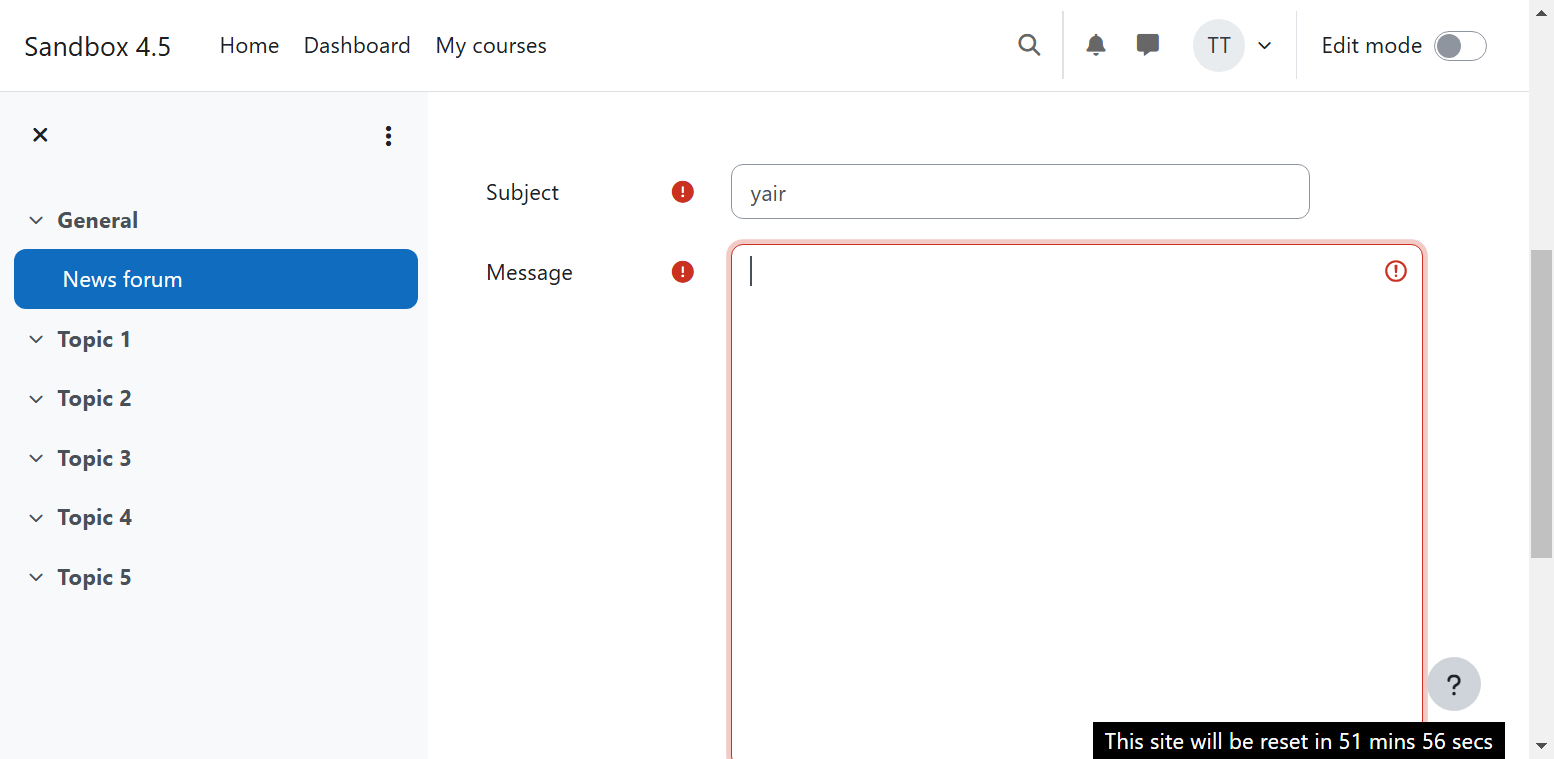 Sandbox 4.5 Home Dashboard My courses TT Edit mode
General
News forum
Topic 1
Topic 2
Topic 3
Topic 4
Topic 5
Subject ! yair
Message ! !
?
This site will be reset in 51 mins 56 secs